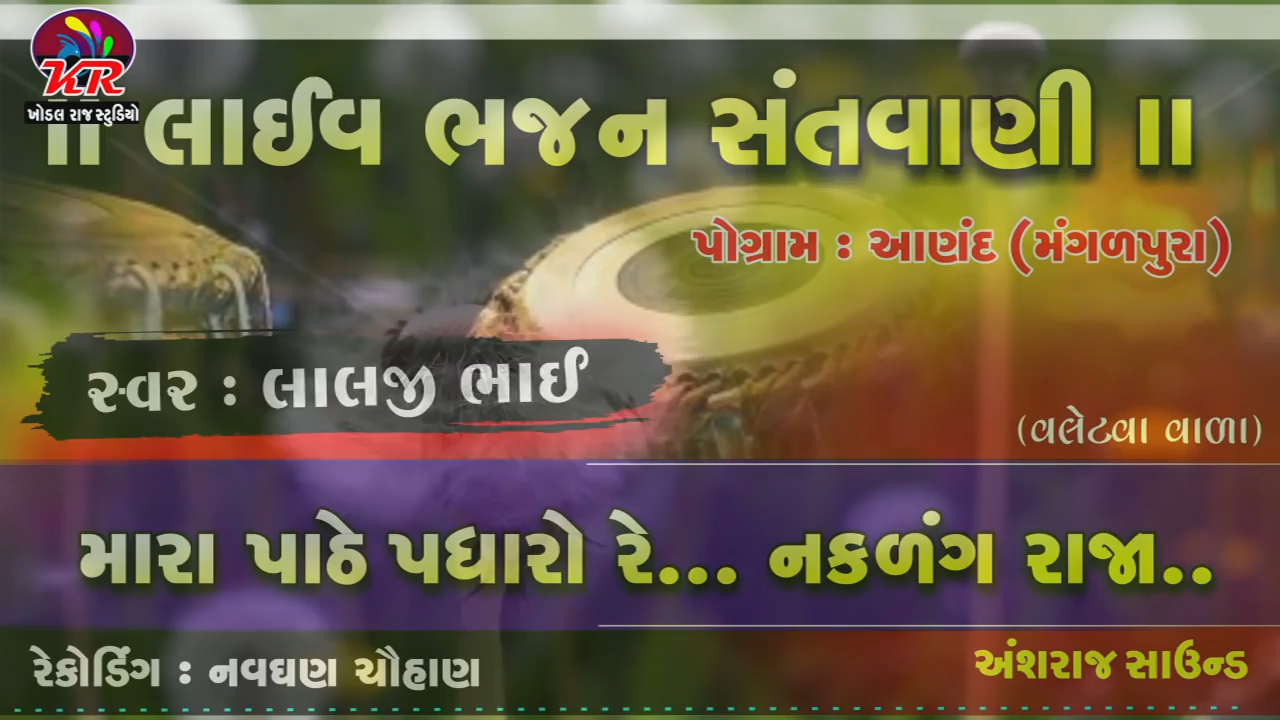 KR
ખોડલ રાજ સ્ટુડિયો
॥ લાઈવ ભજન સંતવાણી ॥
પોગ્રામ : આણંદ (મંગળપુરા)
સ્વર : લાલજી ભાઈ
(વલેટવા વાળા)
મારા પાઠે પધારો રે... નકળંગ રાજા..
રેકોર્ડિંગ : નવઘણ ચૌહાણ
અંશરાજ સાઉન્ડ